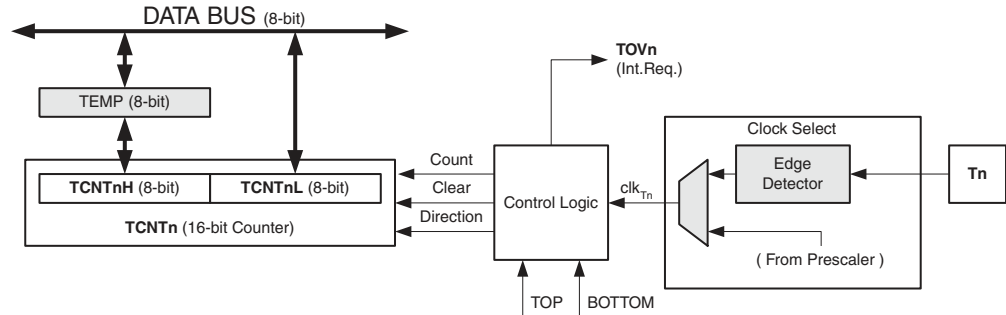 DATA BUS (8-bit)
TOVn
(Int.Req.)
TEMP (8-bit)
Clock Select
Count
Edge
Detector
Tn
TCNTnH (8-bit) TCNTnL (8-bit)
Clear
Control Logic
clkTn
TCNTn (16-bit Counter)
Direction
( From Prescaler )
TOP
BOTTOM